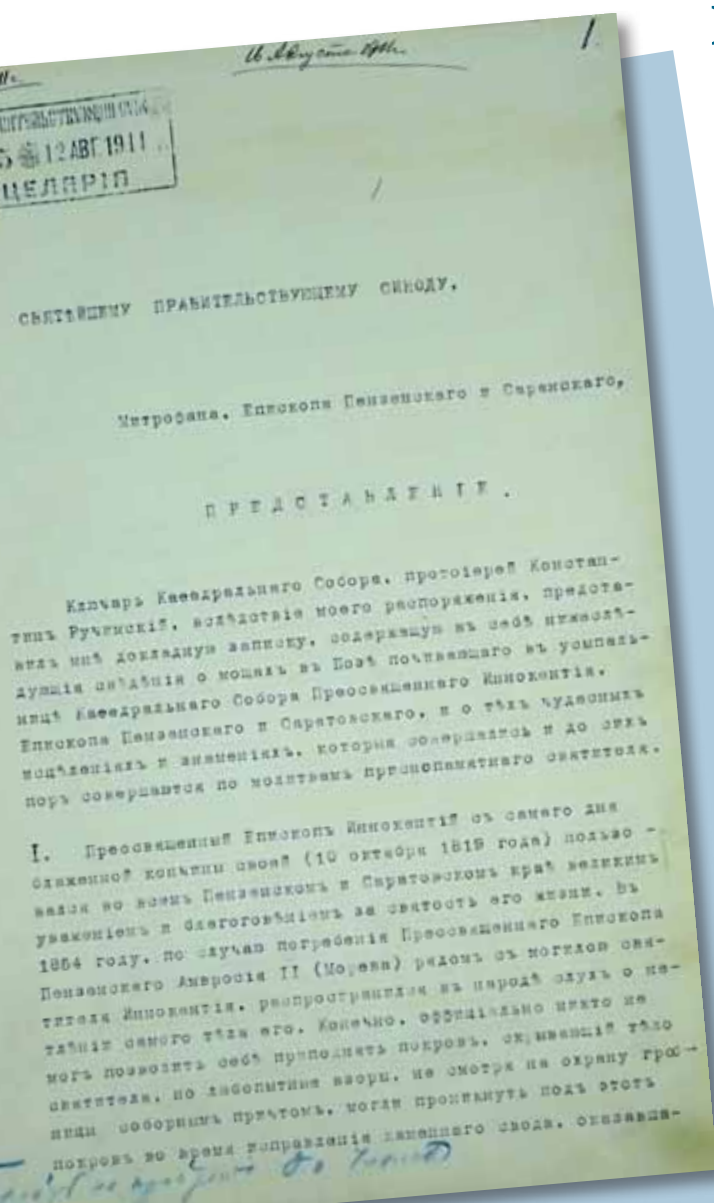 16 Августа 1911г.
1
12 АВГ. 1911
СВЯТѢЙШЕМУ ПРАВИТЕЛЬСТВУЮЩЕМУ СИНОДУ,
Митрофана, Епископа Пензенскаго и Саранскаго,
ПРЕДСТАВЛЕНІЕ.
Ключарь Каѳедральнаго Собора, протоіерей Констан-
тинъ Ручимскій, вслѣдствіе моего распоряженія, предста-
вилъ мнѣ докладную записку, содержащую въ себѣ нижеслѣ-
дующія свѣдѣнія о мощахъ въ Бозѣ почивающаго въ усыпаль-
ницѣ Каѳедральнаго Собора Преосвященнаго Иннокентія,
Епископа Пензенскаго и Саратовскаго, и о тѣхъ чудесныхъ
исцѣленіяхъ и знаменіяхъ, которыя совершались и до сихъ
поръ совершаются по молитвамъ приснопамятнаго святителя.
I. Преосвященный Епископъ Иннокентій съ самаго дня
блаженной кончины своей (10 октября 1819 года) пользо-
вался во всемъ Пензенскомъ и Саратовскомъ краѣ великимъ
уваженіемъ и благоговѣніемъ за святость его жизни. Въ
1854 году, по случаю погребенія Преосвященнаго Епископа
Пензенскаго Амвросія II (Морева) рядомъ съ могилою свя-
тителя Иннокентія, распространился въ народѣ слухъ о не-
тлѣніи самаго тѣла его. Конечно, оффиціально никто не
могъ позволить себѣ приподнять покровъ, скрывавшій тѣло
святителя, но любопытные взоры, не смотря на охрану гроб-
ницы соборнымъ причтомъ, могли проникнуть подъ этотъ
покровъ во время исправленія каменнаго свода, оказавша-